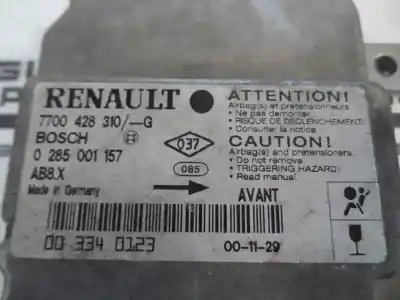 RENAULT
7700 428 310/—G
BOSCH
0 285 001 157
AB8.X
Made in Germany
037
085
AVANT
00 334 0123
00-11-29
ATTENTION!
Airbag(s) et pretensionneurs
• Ne pas demonter
• RISQUE DE DECLENCHEMENT!
• Consulter la notice
CAUTION!
Airbag(s) and pretensioners
• Do not remove
• TRIGGERING HAZARD!
• Read manual